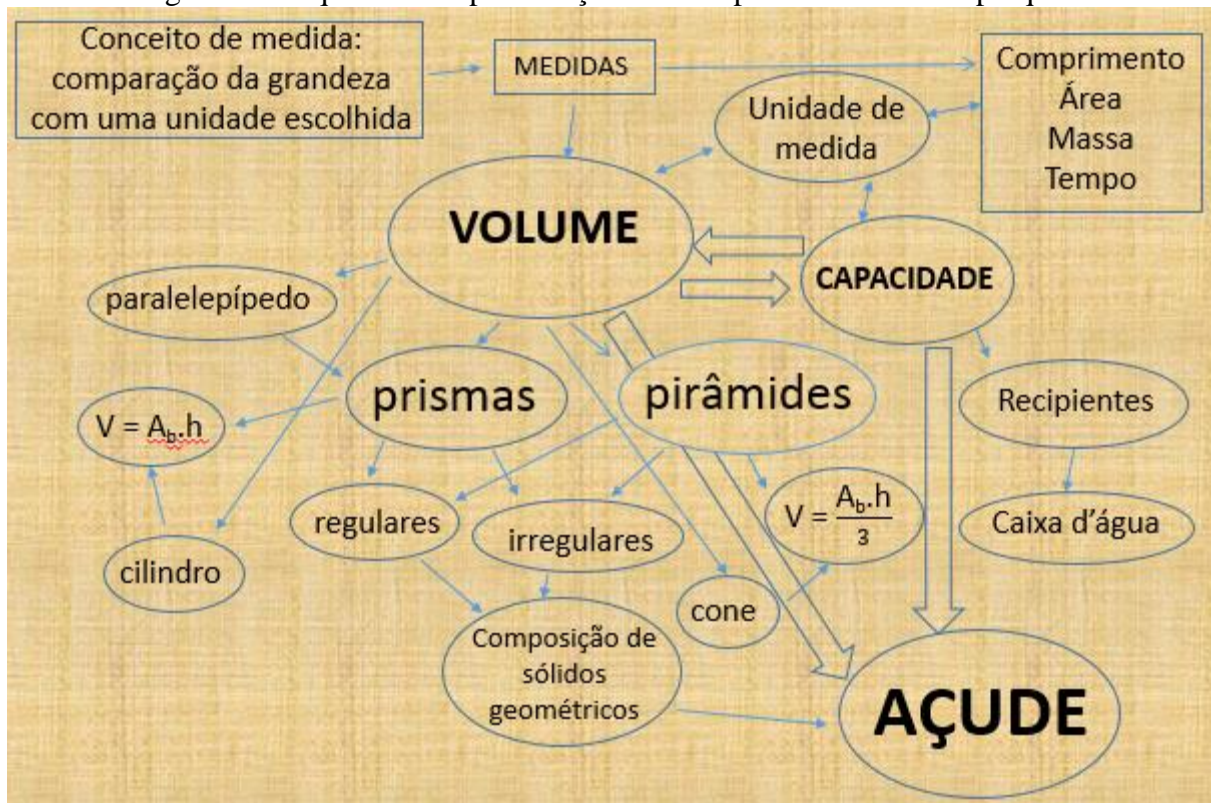 Conceito de medida:
comparação da grandeza
com uma unidade escolhida
MEDIDAS
Comprimento
Área
Massa
Tempo
Unidade de
medida
VOLUME
CAPACIDADE
paralelepípedo
prismas
pirâmides
Recipientes
V = Ab.h
V = Ab.h
3
regulares
irregulares
Caixa d’água
cilindro
cone
Composição de
sólidos
geométricos
AÇUDE